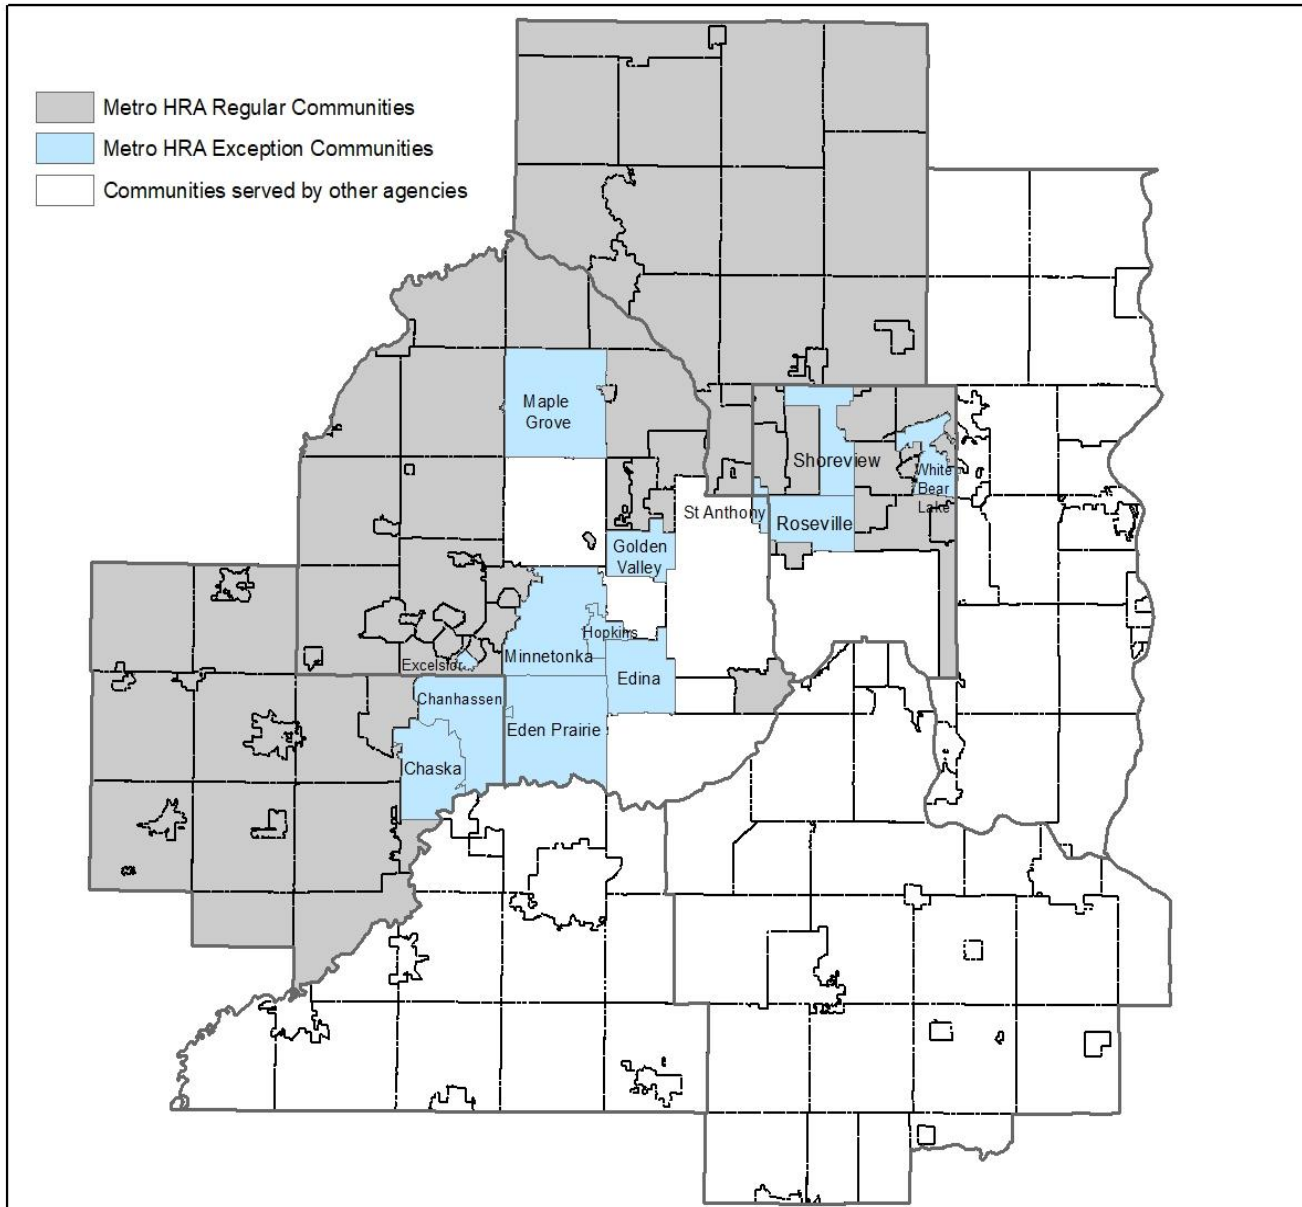 Metro HRA Regular Communities
Metro HRA Exception Communities
Communities served by other agencies
Maple
Grove
Shoreview
White
Bear
Lake
St Anthony
Roseville
Golden
Valley
Hopkins
Minnetonka
Excelsior
Edina
Chanhassen
Eden Prairie
Chaska